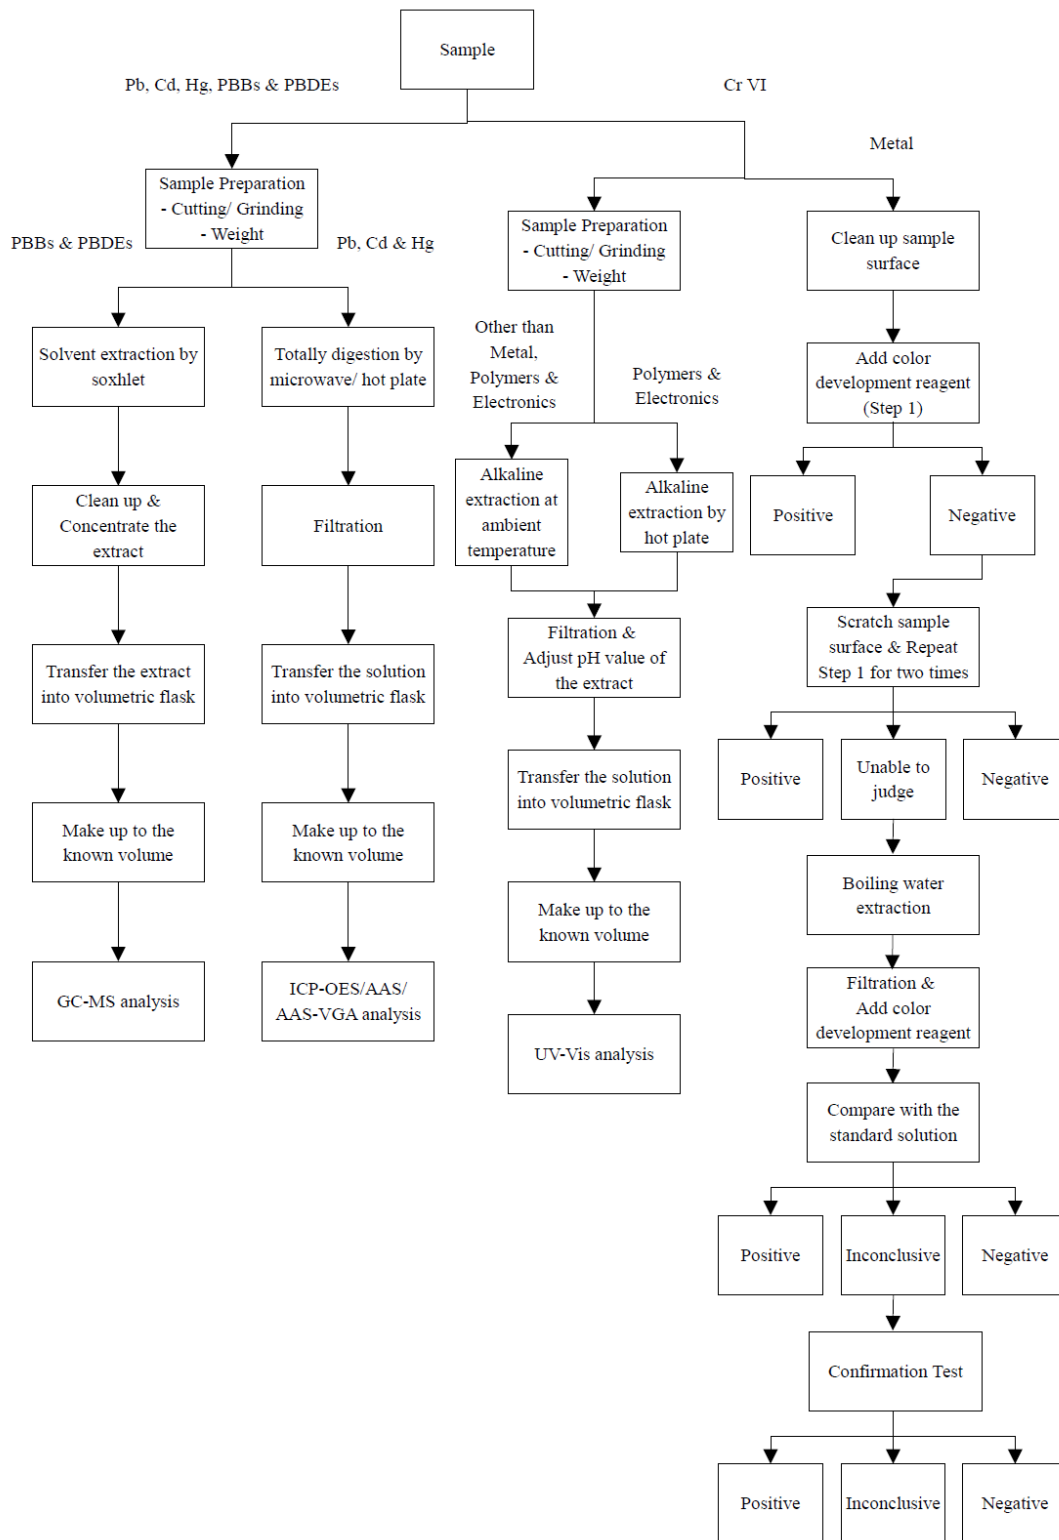 Sample
Pb, Cd, Hg, PBBs & PBDEs
Cr VI
Metal
Sample Preparation
- Cutting/ Grinding
- Weight
PBBs & PBDEs
Pb, Cd & Hg
Solvent extraction by
soxhlet
Clean up &
Concentrate the
extract
Transfer the extract
into volumetric flask
Make up to the
known volume
GC-MS analysis
Totally digestion by
microwave/ hot plate
Filtration
Transfer the solution
into volumetric flask
Make up to the
known volume
ICP-OES/AAS/
AAS-VGA analysis
Sample Preparation
- Cutting/ Grinding
- Weight
Other than
Metal,
Polymers &
Electronics
Polymers &
Electronics
Alkaline
extraction at
ambient
temperature
Alkaline
extraction by
hot plate
Filtration &
Adjust pH value of
the extract
Transfer the solution
into volumetric flask
Make up to the
known volume
UV-Vis analysis
Clean up sample
surface
Add color
development reagent
(Step 1)
Positive
Negative
Scratch sample
surface & Repeat
Step 1 for two times
Positive
Unable to
judge
Negative
Boiling water
extraction
Filtration &
Add color
development reagent
Compare with the
standard solution
Positive
Inconclusive
Negative
Confirmation Test
Positive
Inconclusive
Negative